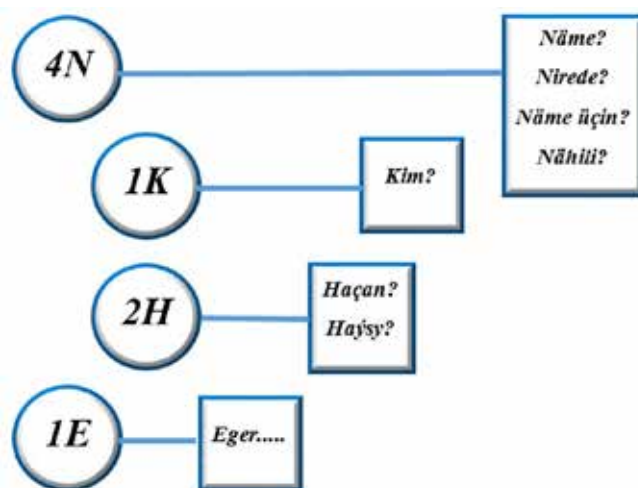 4N
Näme?
Nirede?
Näme üçin?
Nähili?
1K
Kim?
2H
Haçan?
Haýsy?
1E
Eger.....